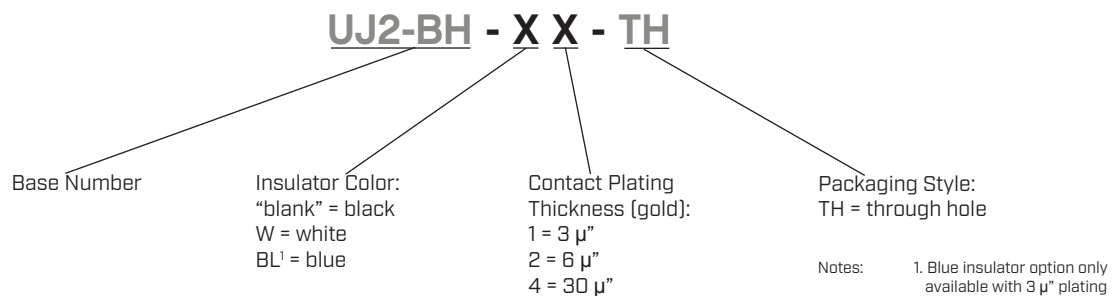 UJ2-BH - X X - TH
Base Number
Insulator Color:
“blank” = black
W = white
BL¹ = blue
Contact Plating
Thickness (gold):
1 = 3 µ”
2 = 6 µ”
4 = 30 µ”
Packaging Style:
TH = through hole
Notes: 1. Blue insulator option only
available with 3 µ” plating